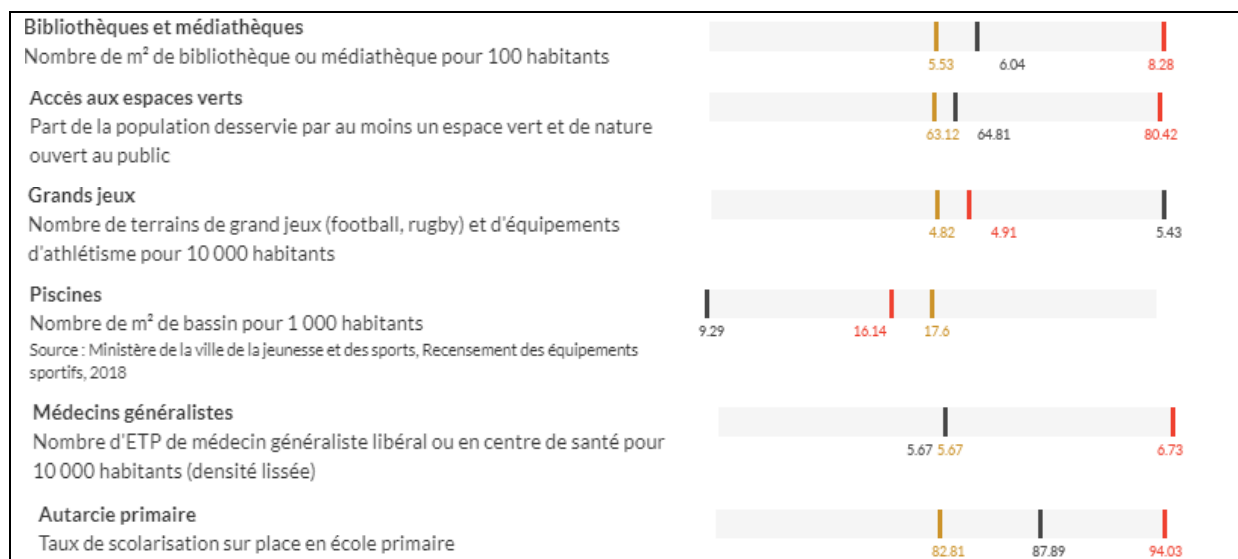 Bibliothèques et médiathèques
Nombre de m² de bibliothèque ou médiathèque pour 100 habitants
5.53 6.04 8.28
Accès aux espaces verts
Part de la population desservie par au moins un espace vert et de nature
ouvert au public
63.12 64.81 80.42
Grands jeux
Nombre de terrains de grand jeux (football, rugby) et d'équipements
d'athlétisme pour 10 000 habitants
4.82 4.91 5.43
Piscines
Nombre de m² de bassin pour 1 000 habitants
9.29 16.14 17.6
Source : Ministère de la ville de la jeunesse et des sports, Recensement des équipements
sportifs, 2018
Médecins généralistes
Nombre d'ETP de médecin généraliste libéral ou en centre de santé pour
10 000 habitants (densité lissée)
5.67 5.67 6.73
Autarcie primaire
Taux de scolarisation sur place en école primaire
82.81 87.89 94.03